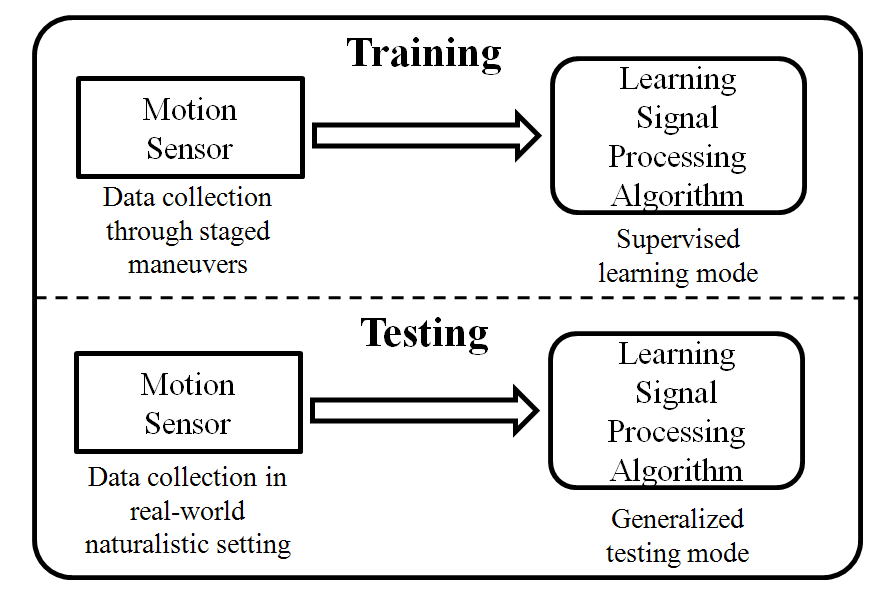 Training
Motion
Sensor
Data collection
through staged
maneuvers
Learning
Signal
Processing
Algorithm
Supervised
learning mode
Testing
Motion
Sensor
Data collection in
real-world
naturalistic setting
Learning
Signal
Processing
Algorithm
Generalized
testing mode